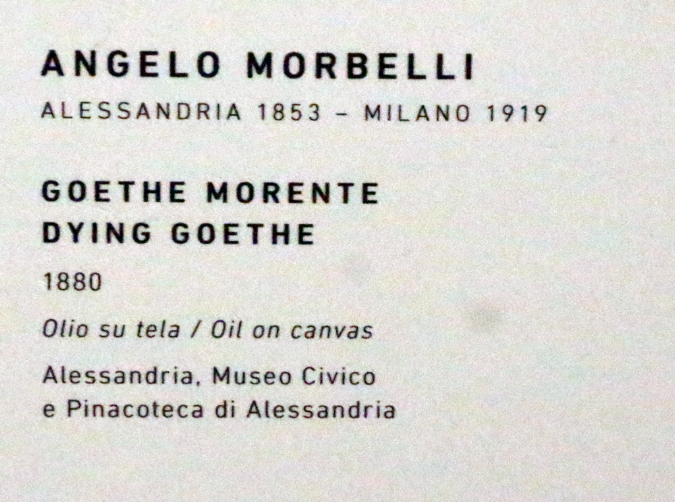 ANGELO MORBELLI
ALESSANDRIA 1853 – MILANO 1919
GOETHE MORENTE
DYING GOETHE
1880
Olio su tela / Oil on canvas
Alessandria, Museo Civico
e Pinacoteca di Alessandria